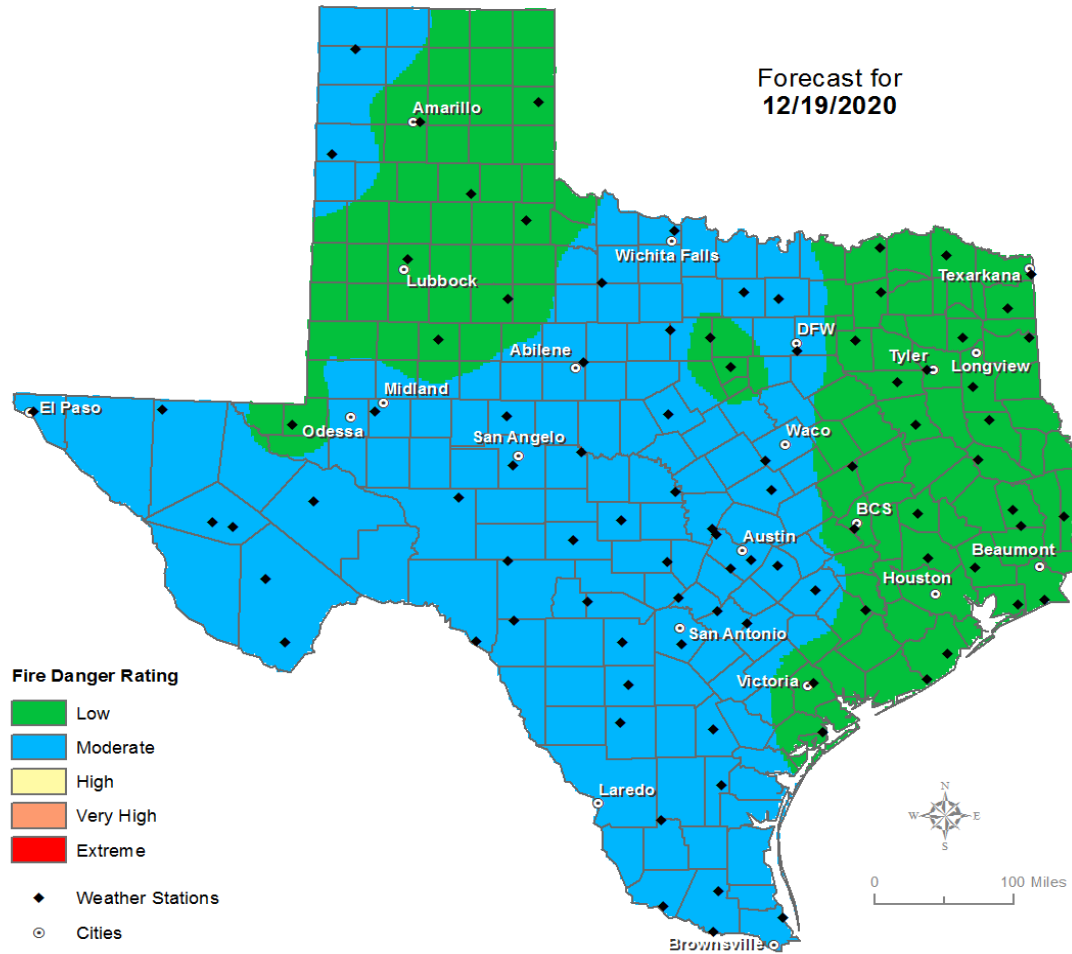 Forecast for
12/19/2020
Amarillo
Wichita Falls
Texarkana
Lubbock
DFW
Abilene
Tyler
Longview
Midland
El Paso
Odessa
San Angelo
Waco
BCS
Austin
Beaumont
Houston
San Antonio
Victoria
Laredo
Brownsville
Fire Danger Rating
Low
Moderate
High
Very High
Extreme
Weather Stations
Cities
N
W
E
S
0
100 Miles